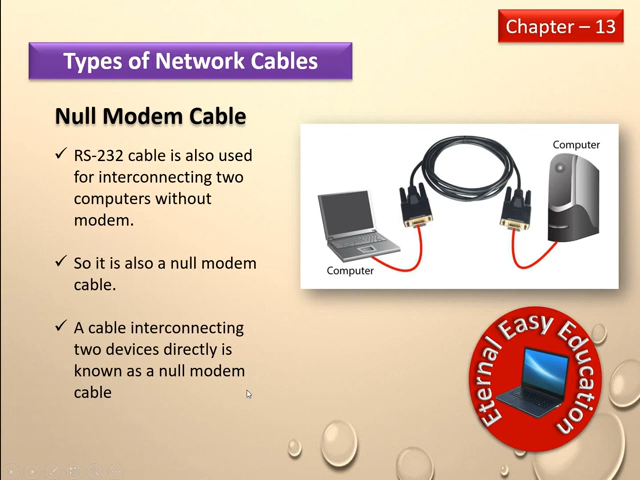 Chapter – 13
Types of Network Cables
Null Modem Cable
✓ RS-232 cable is also used
for interconnecting two
computers without
modem.
✓ So it is also a null modem
cable.
✓ A cable interconnecting
two devices directly is
known as a null modem
cable
Computer
Computer
Eternal Easy Education